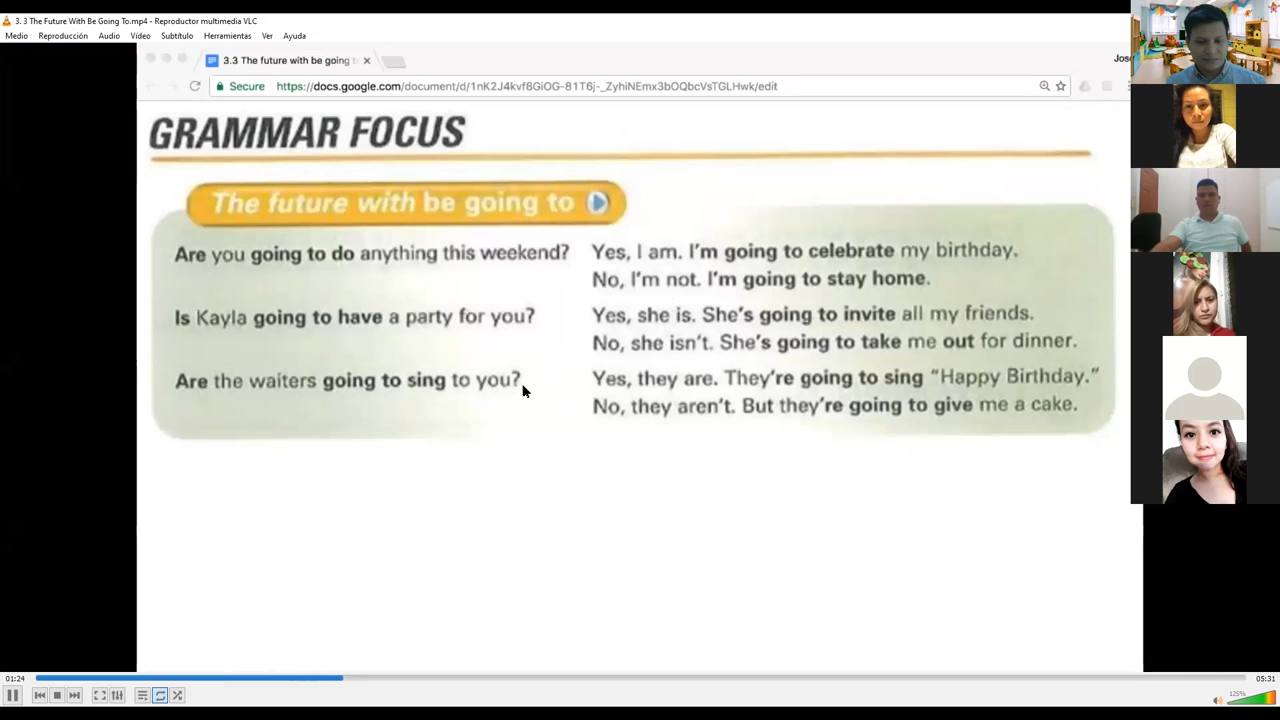 3. 3 The Future With Be Going To.mp4 - Reproductor multimedia VLC
Medio Reproducción Audio Vídeo Subtítulo Herramientas Ver Ayuda
3.3 The future with be going to
Secure https://docs.google.com/document/d/1nK2J4kvf8GiOG-81T6j-_ZyhiNEmx3bOQbcVsTGLHwk/edit
GRAMMAR FOCUS
The future with be going to
Are you going to do anything this weekend? Yes, I am. I'm going to celebrate my birthday.
No, I'm not. I'm going to stay home.
Is Kayla going to have a party for you? Yes, she is. She's going to invite all my friends.
No, she isn't. She's going to take me out for dinner.
Are the waiters going to sing to you? Yes, they are. They're going to sing "Happy Birthday."
No, they aren't. But they're going to give me a cake.
01:24 05:31
125%